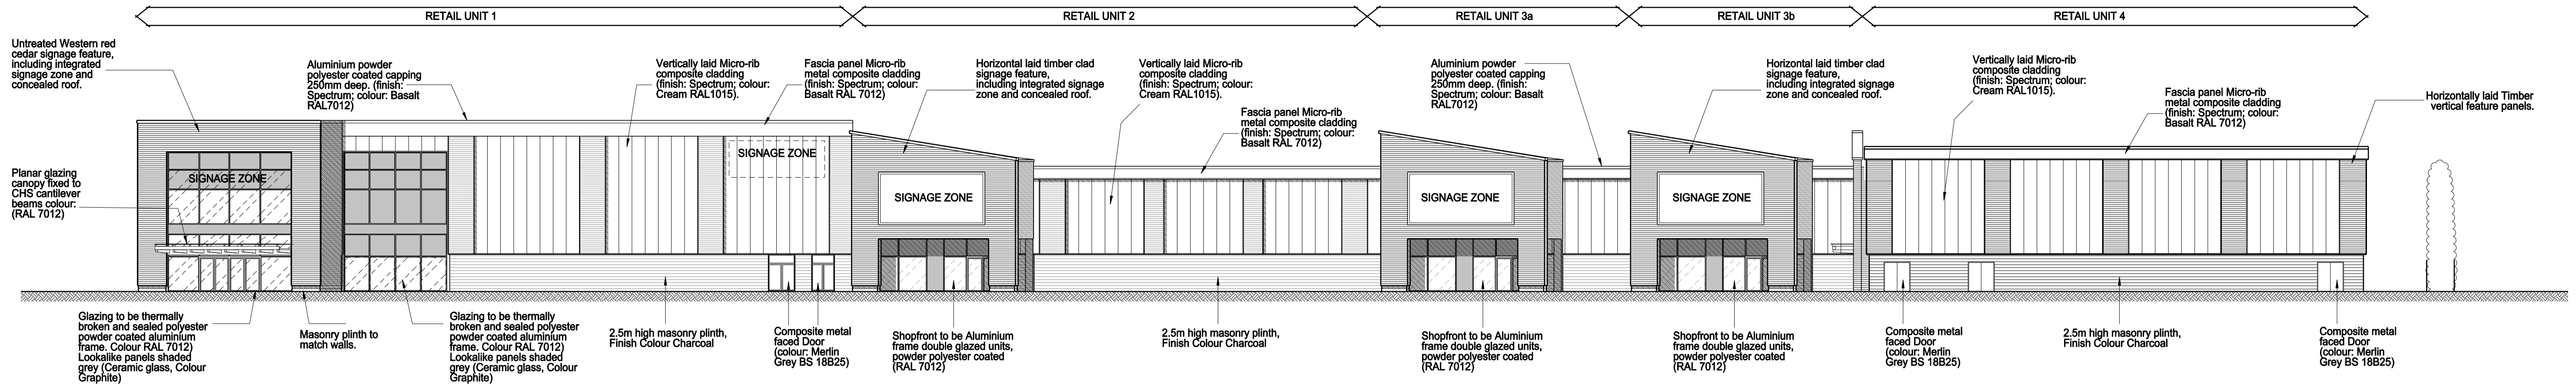 RETAIL UNIT 1
RETAIL UNIT 2
RETAIL UNIT 3a
RETAIL UNIT 3b
RETAIL UNIT 4
Untreated Western red
cedar signage feature,
including integrated
signage zone and
concealed roof.
Aluminium powder
polyester coated capping
250mm deep. (finish:
Spectrum; colour: Basalt
RAL7012)
Vertically laid Micro-rib
composite cladding
(finish: Spectrum; colour:
Cream RAL1015).
Fascia panel Micro-rib
metal composite cladding
(finish: Spectrum; colour:
Basalt RAL 7012)
Horizontal laid timber clad
signage feature,
including integrated signage
zone and concealed roof.
Vertically laid Micro-rib
composite cladding
(finish: Spectrum; colour:
Cream RAL1015).
Fascia panel Micro-rib
metal composite cladding
(finish: Spectrum; colour:
Basalt RAL 7012)
Aluminium powder
polyester coated capping
250mm deep. (finish:
Spectrum; colour: Basalt
RAL7012)
Horizontal laid timber clad
signage feature,
including integrated signage
zone and concealed roof.
Vertically laid Micro-rib
composite cladding
(finish: Spectrum; colour:
Cream RAL1015).
Fascia panel Micro-rib
metal composite cladding
(finish: Spectrum; colour:
Basalt RAL 7012)
Horizontally laid Timber
vertical feature panels.
Planar glazing
canopy fixed to
CHS cantilever
beams colour:
(RAL 7012)
SIGNAGE ZONE
SIGNAGE ZONE
SIGNAGE ZONE
SIGNAGE ZONE
SIGNAGE ZONE
Glazing to be thermally
broken and sealed polyester
powder coated aluminium
frame. Colour RAL 7012)
Lookalike panels shaded
grey (Ceramic glass, Colour
Graphite)
Masonry plinth to
match walls.
Glazing to be thermally
broken and sealed polyester
powder coated aluminium
frame. Colour RAL 7012)
Lookalike panels shaded
grey (Ceramic glass, Colour
Graphite)
2.5m high masonry plinth,
Finish Colour Charcoal
Composite metal
faced Door
(colour: Merlin
Grey BS 18B25)
Shopfront to be Aluminium
frame double glazed units,
powder polyester coated
(RAL 7012)
2.5m high masonry plinth,
Finish Colour Charcoal
Shopfront to be Aluminium
frame double glazed units,
powder polyester coated
(RAL 7012)
Shopfront to be Aluminium
frame double glazed units,
powder polyester coated
(RAL 7012)
Composite metal
faced Door
(colour: Merlin
Grey BS 18B25)
2.5m high masonry plinth,
Finish Colour Charcoal
Composite metal
faced Door
(colour: Merlin
Grey BS 18B25)